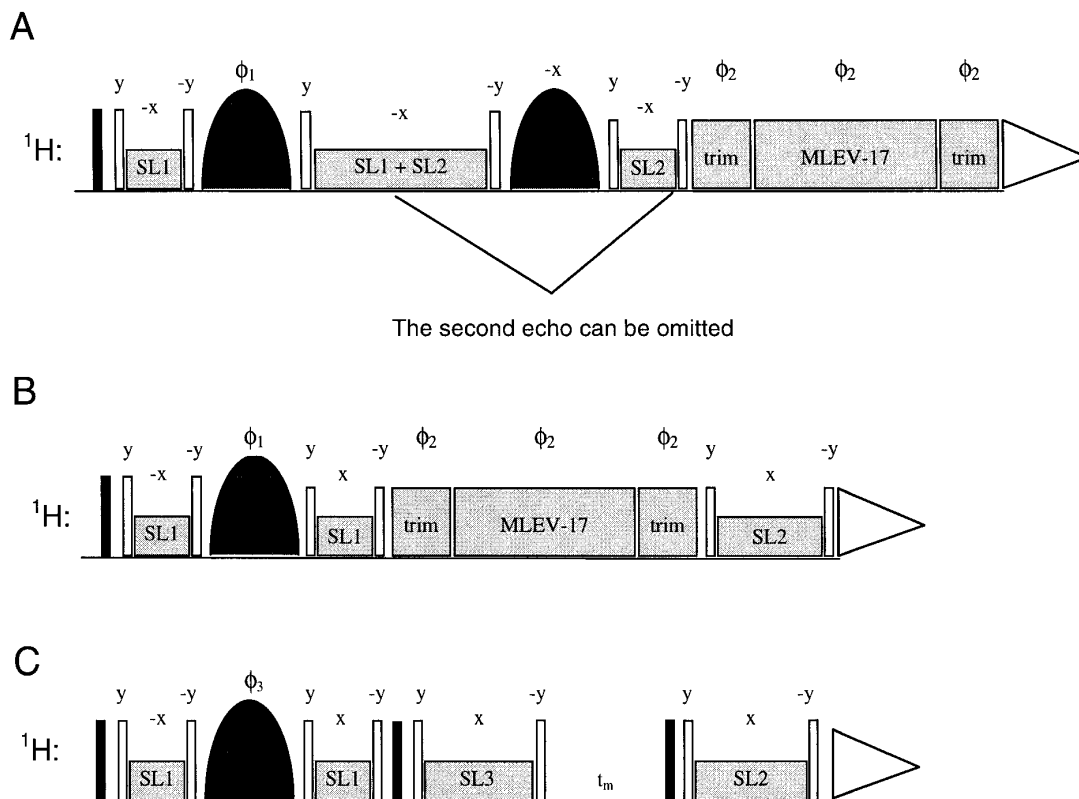 A
ϕ1
-x
ϕ2 ϕ2 ϕ2
y -y y -y y -y
-x -x -x
¹H:
SL1 SL1 + SL2 SL2 trim MLEV-17 trim
The second echo can be omitted
B
ϕ1 ϕ2 ϕ2 ϕ2
y -y y -y y -y
-x x x
¹H:
SL1 SL1 trim MLEV-17 trim SL2
C
ϕ3
y -y y -y y -y y -y
-x x x x
¹H:
SL1 SL1 SL3 tm SL2